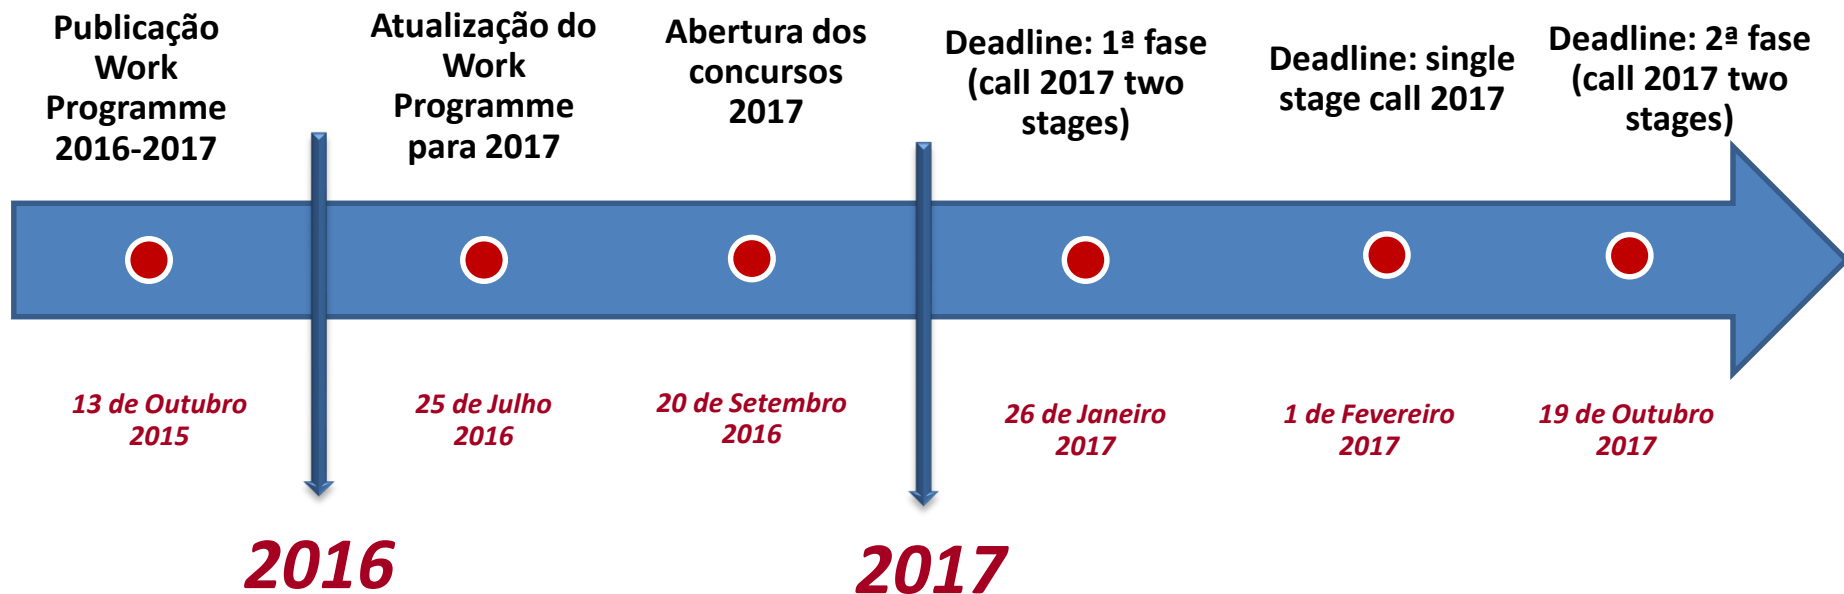 Publicação
Work
Programme
2016-2017
Atualização do
Work
Programme
para 2017
Abertura dos
concursos
2017
Deadline: 1ª fase
(call 2017 two
stages)
Deadline: single
stage call 2017
Deadline: 2ª fase
(call 2017 two
stages)
13 de Outubro
2015
25 de Julho
2016
20 de Setembro
2016
26 de Janeiro
2017
1 de Fevereiro
2017
19 de Outubro
2017
2016
2017